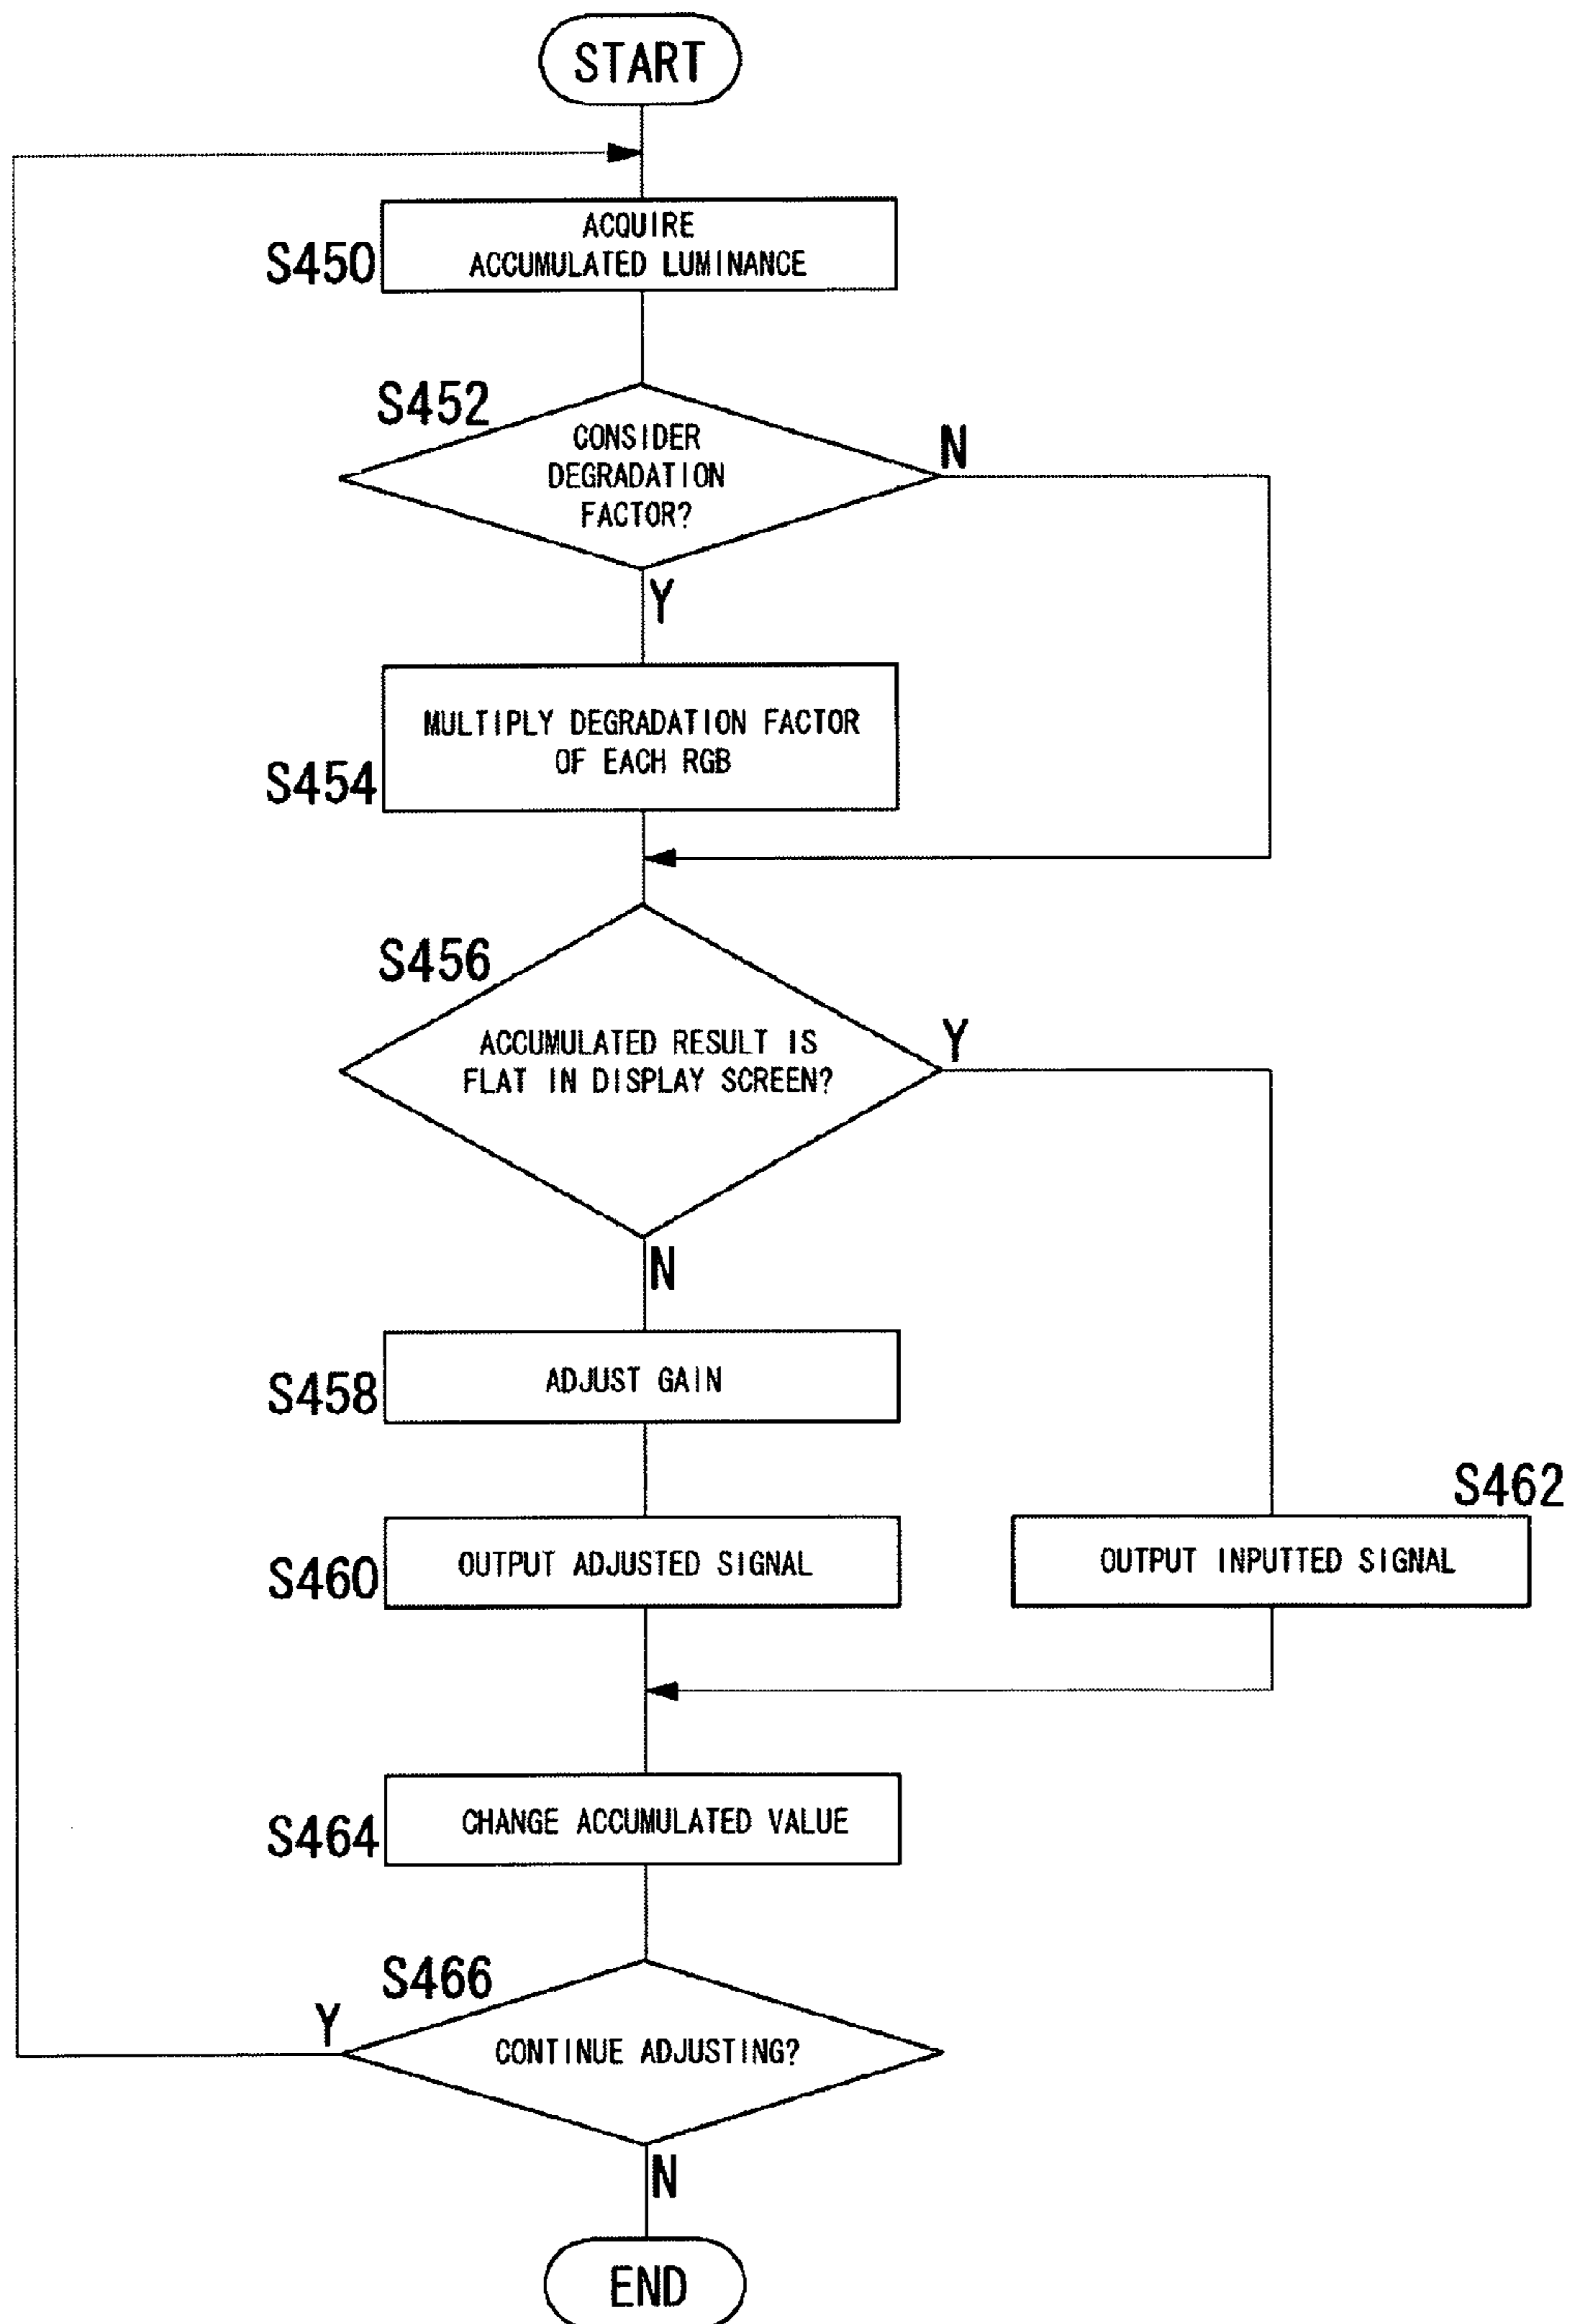 START
ACQUIRE
ACCUMULATED LUMINANCE
S450
S452
CONSIDER
DEGRADATION
FACTOR?
N
Y
MULTIPLY DEGRADATION FACTOR
OF EACH RGB
S454
S456
ACCUMULATED RESULT IS
FLAT IN DISPLAY SCREEN?
Y
N
S458
ADJUST GAIN
S460
OUTPUT ADJUSTED SIGNAL
S462
OUTPUT INPUTTED SIGNAL
S464
CHANGE ACCUMULATED VALUE
S466
Y
CONTINUE ADJUSTING?
N
END